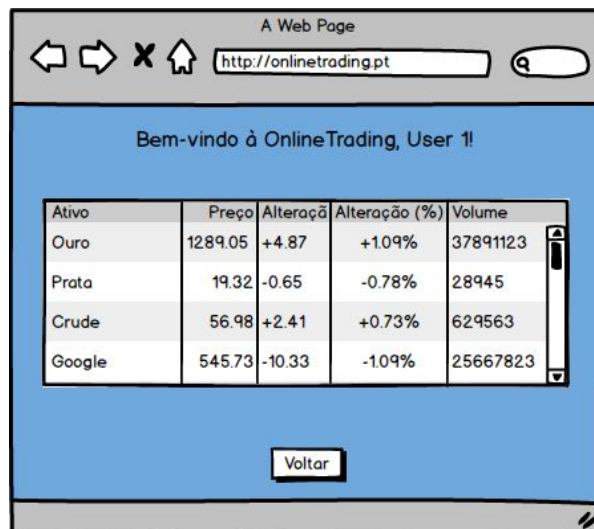 A Web Page
http://onlinetrading.pt
Bem-vindo à OnlineTrading, User 1!
Ativo Preço Alteraçã Alteração (%) Volume
Ouro 1289.05 +4.87 +1.09% 37891123
Prata 19.32 -0.65 -0.78% 28945
Crude 56.98 +2.41 +0.73% 629563
Google 545.73 -10.33 -1.09% 25667823
Voltar